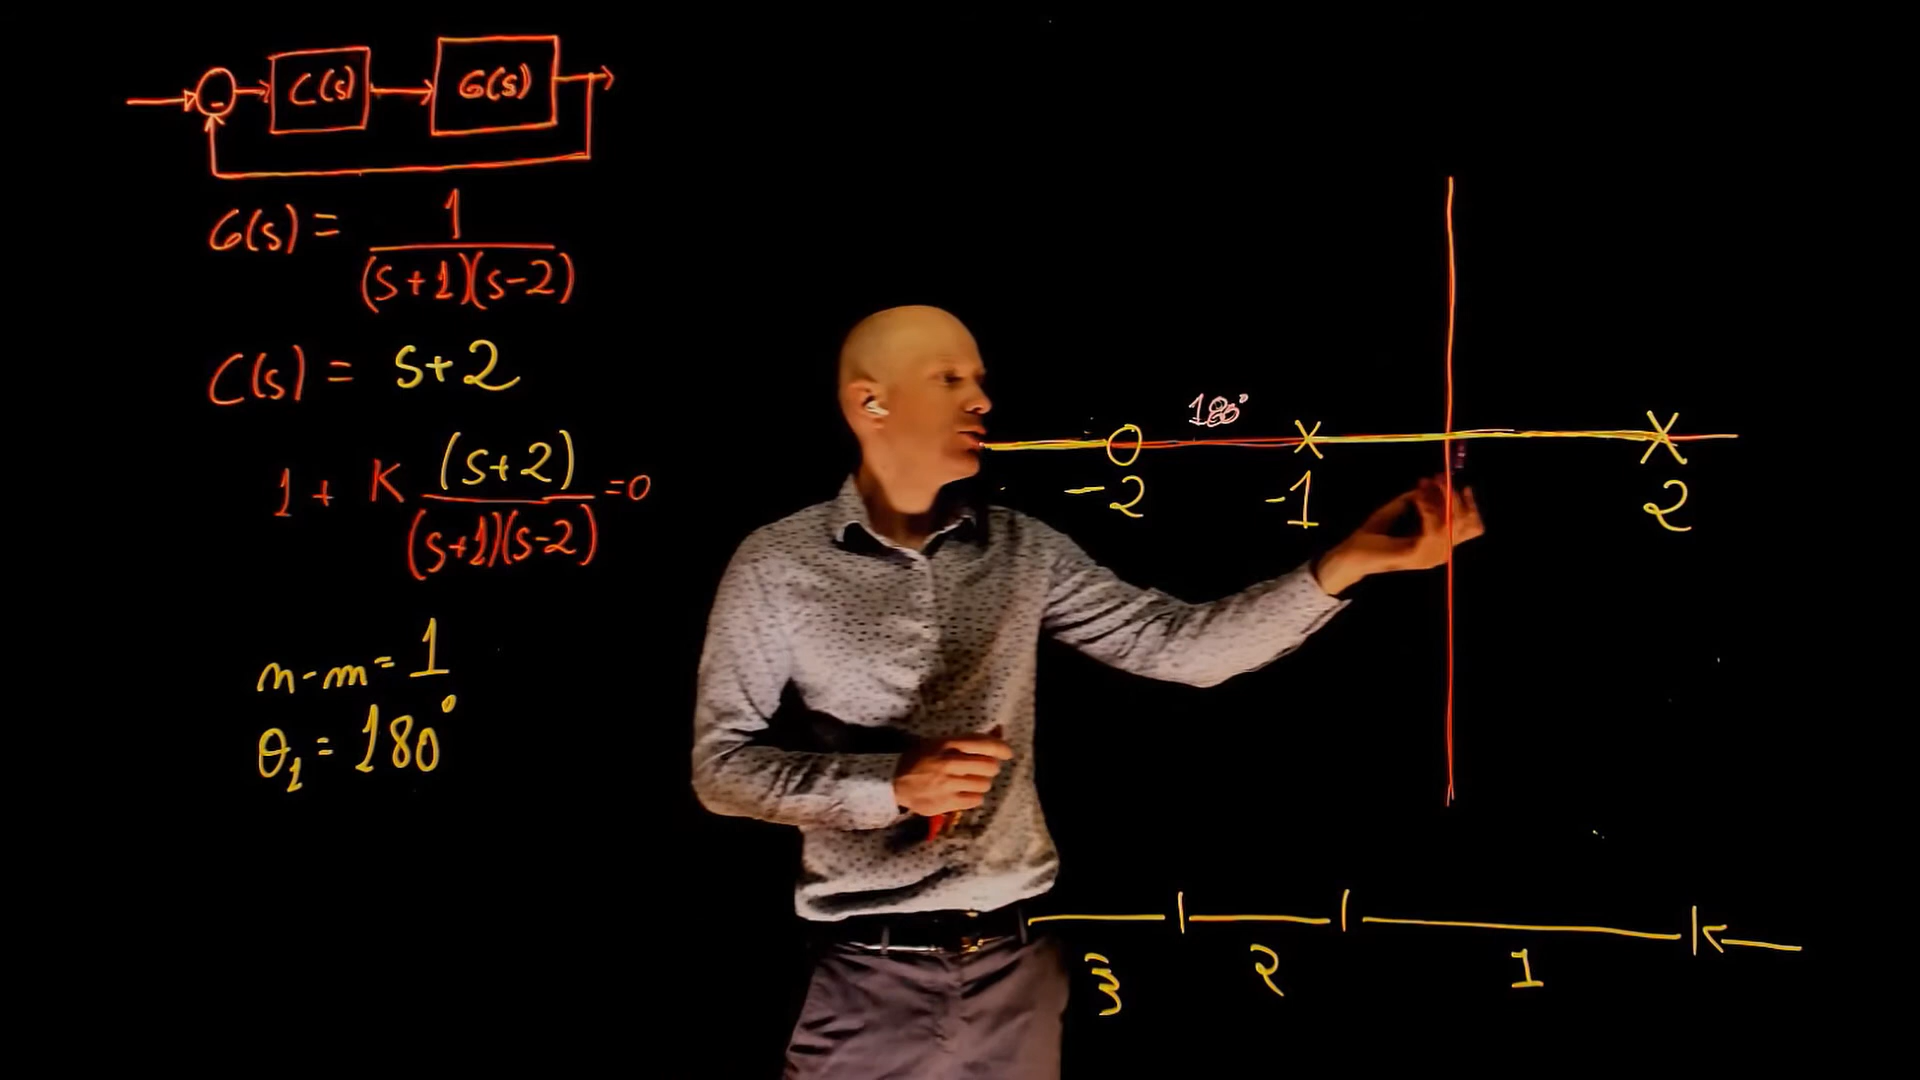 C(s) G(s)
G(s) = 1 / (s+1)(s-2)
C(s) = s+2
1 + K (s+2) / (s+1)(s-2) =0
n-m= 1
θ1 = 180°
180°
-2 -1 2
3 2 1